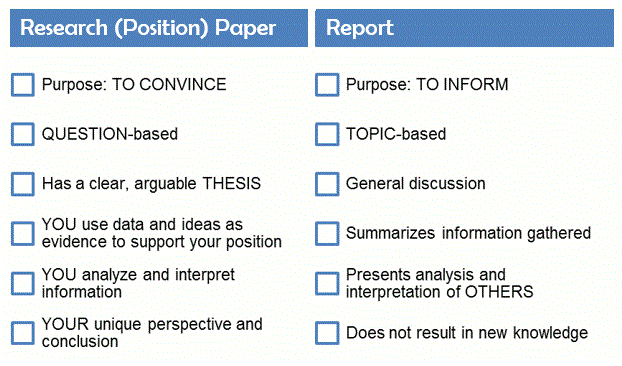 Research (Position) Paper
Purpose: TO CONVINCE
QUESTION-based
Has a clear, arguable THESIS
YOU use data and ideas as
evidence to support your position
YOU analyze and interpret
information
YOUR unique perspective and
conclusion
Report
Purpose: TO INFORM
TOPIC-based
General discussion
Summarizes information gathered
Presents analysis and
interpretation of OTHERS
Does not result in new knowledge